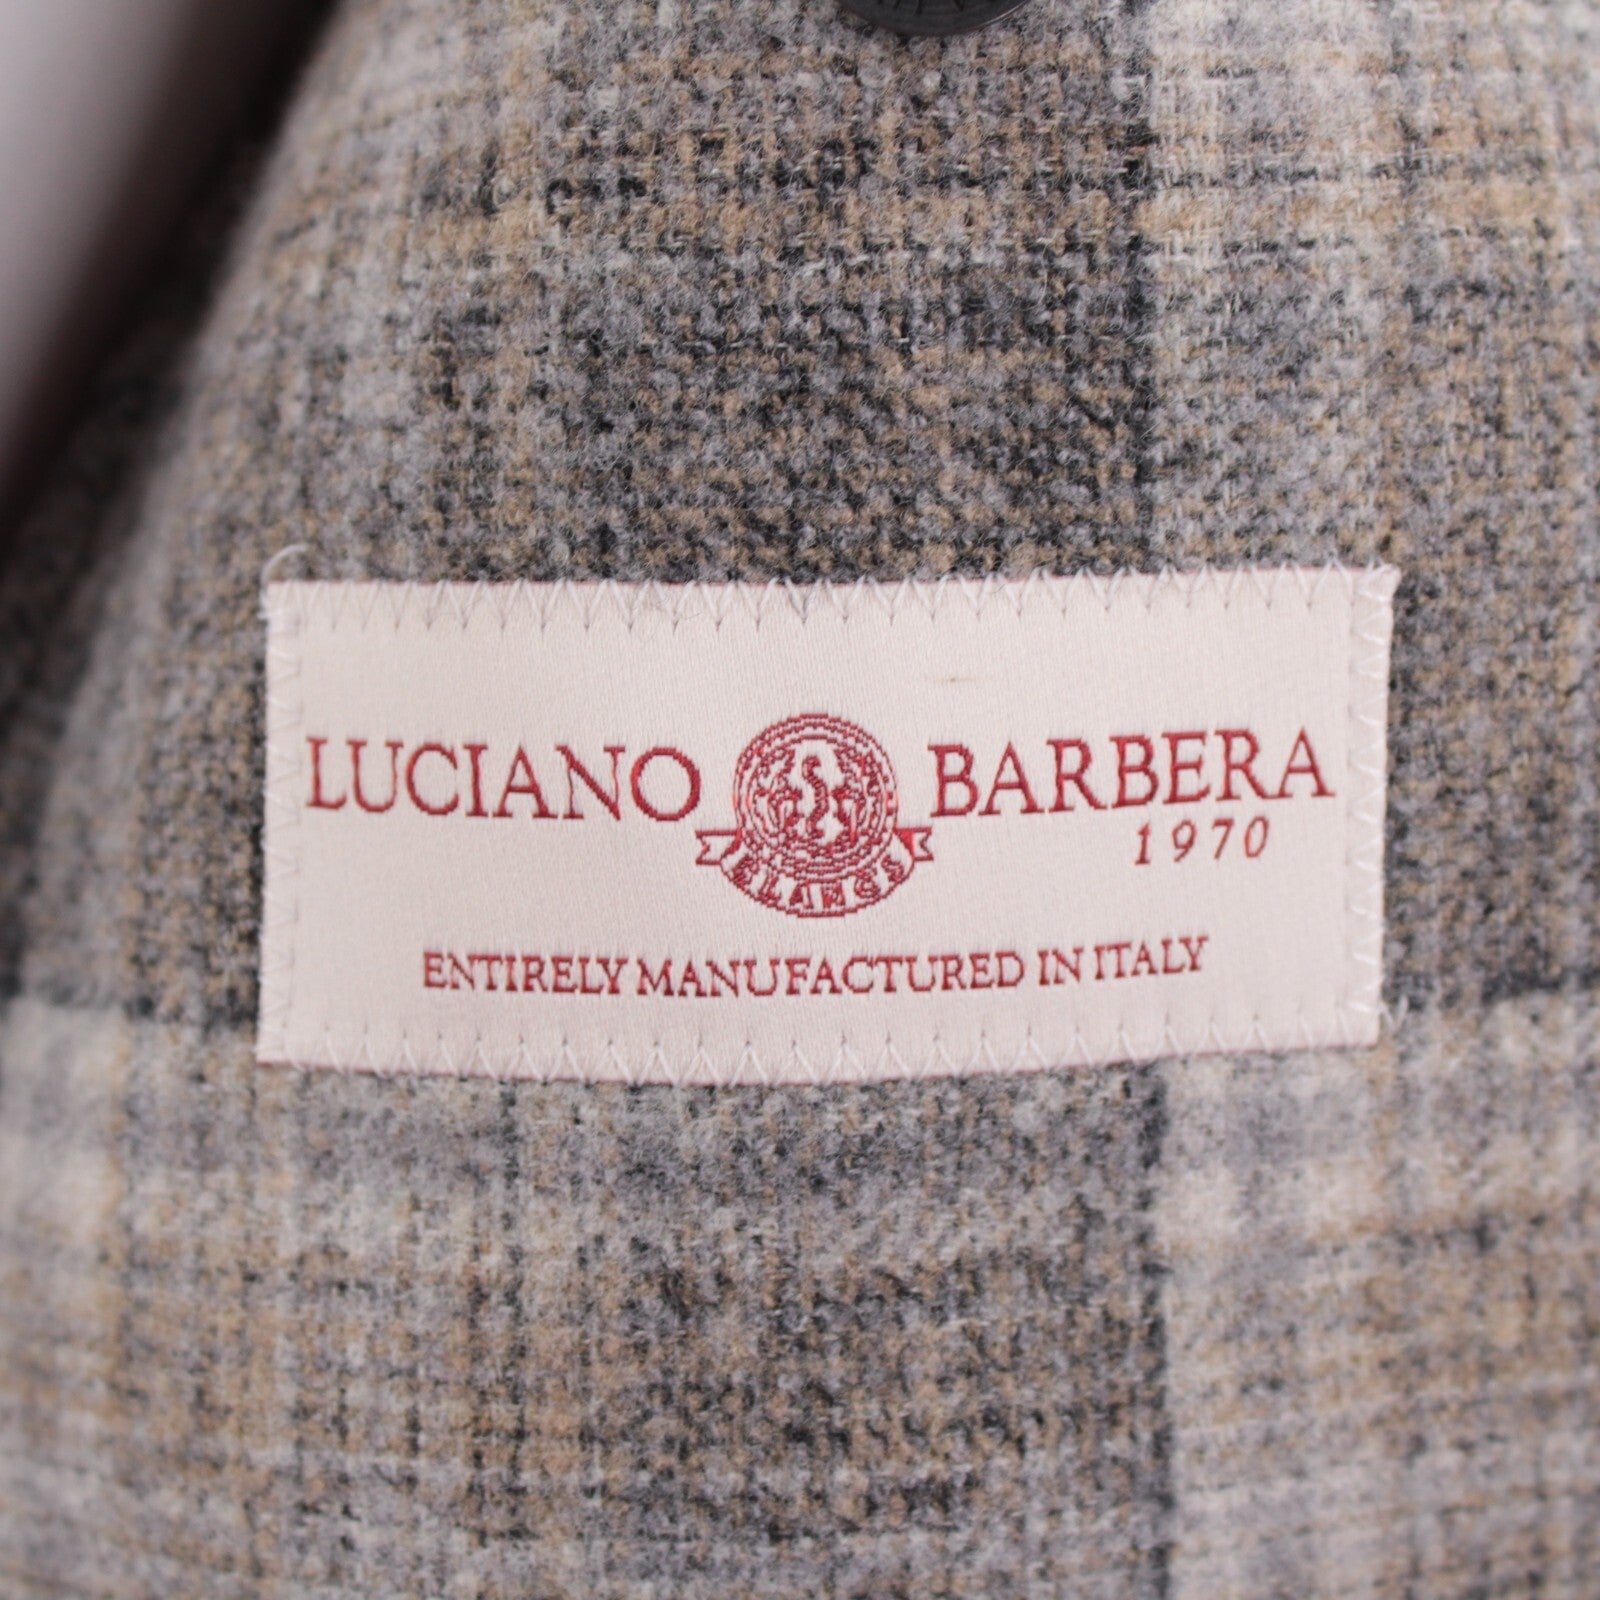 LUCIANO BARBERA
1970
ENTIRELY MANUFACTURED IN ITALY